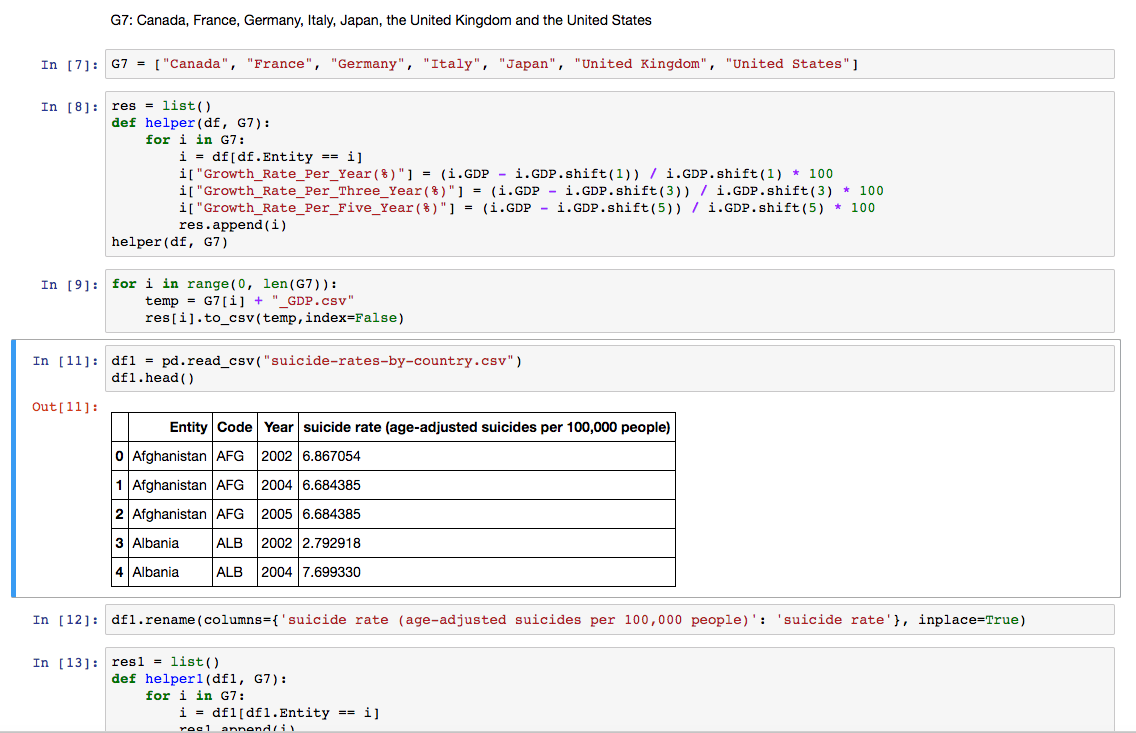 G7: Canada, France, Germany, Italy, Japan, the United Kingdom and the United States
In [7]: G7 = ["Canada", "France", "Germany", "Italy", "Japan", "United Kingdom", "United States"]
In [8]: res = list()
def helper(df, G7):
    for i in G7:
        i = df[df.Entity == i]
        i["Growth_Rate_Per_Year(%)"] = (i.GDP - i.GDP.shift(1)) / i.GDP.shift(1) * 100
        i["Growth_Rate_Per_Three_Year(%)"] = (i.GDP - i.GDP.shift(3)) / i.GDP.shift(3) * 100
        i["Growth_Rate_Per_Five_Year(%)"] = (i.GDP - i.GDP.shift(5)) / i.GDP.shift(5) * 100
        res.append(i)
helper(df, G7)
In [9]: for i in range(0, len(G7)):
    temp = G7[i] + "_GDP.csv"
    res[i].to_csv(temp,index=False)
In [11]: df1 = pd.read_csv("suicide-rates-by-country.csv")
df1.head()
Out[11]:
Entity Code Year suicide rate (age-adjusted suicides per 100,000 people)
0 Afghanistan AFG 2002 6.867054
1 Afghanistan AFG 2004 6.684385
2 Afghanistan AFG 2005 6.684385
3 Albania ALB 2002 2.792918
4 Albania ALB 2004 7.699330
In [12]: df1.rename(columns={'suicide rate (age-adjusted suicides per 100,000 people)': 'suicide rate'}, inplace=True)
In [13]: res1 = list()
def helper1(df1, G7):
    for i in G7:
        i = df1[df1.Entity == i]
        res1.append(i)